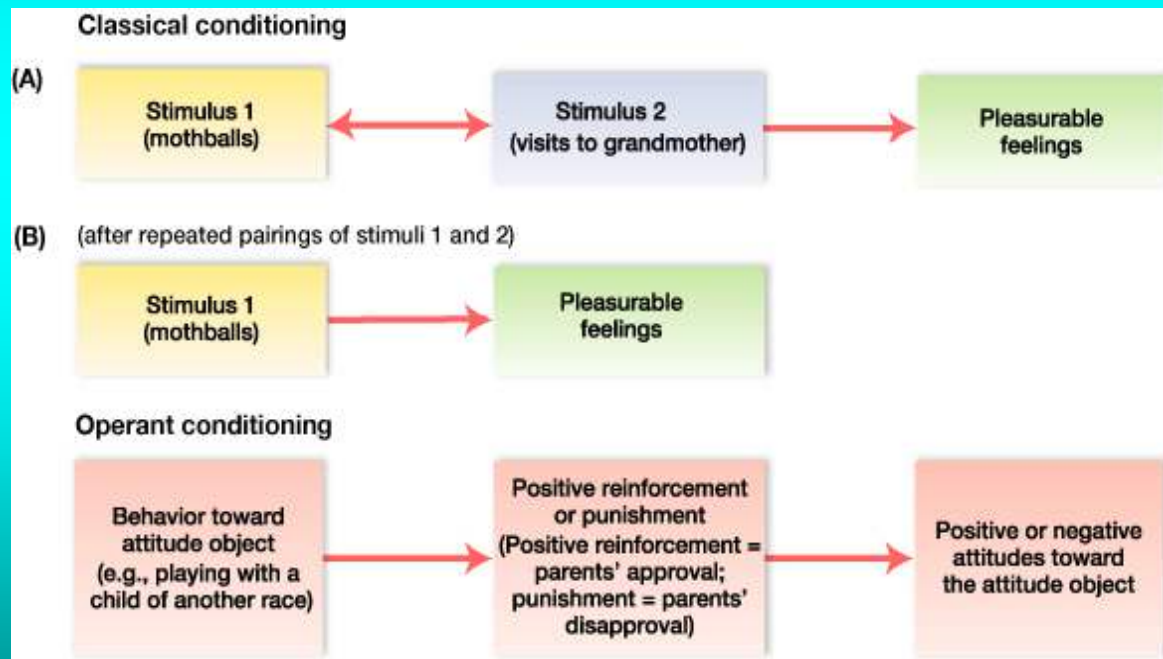 Classical conditioning
(A)
Stimulus 1
(mothballs)
Stimulus 2
(visits to grandmother)
Pleasurable
feelings
(B) (after repeated pairings of stimuli 1 and 2)
Stimulus 1
(mothballs)
Pleasurable
feelings
Operant conditioning
Behavior toward
attitude object
(e.g., playing with a
child of another race)
Positive reinforcement
or punishment
(Positive reinforcement =
parents’ approval;
punishment = parents’
disapproval)
Positive or negative
attitudes toward
the attitude object